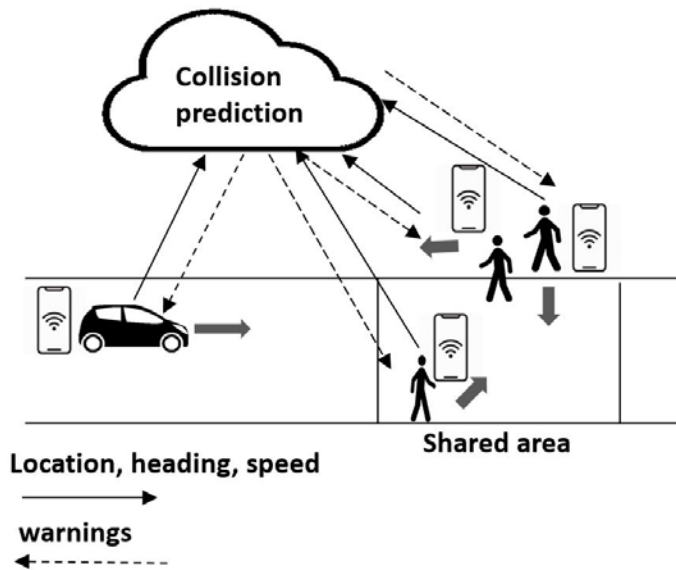 Collision
prediction
Shared area
Location, heading, speed
warnings